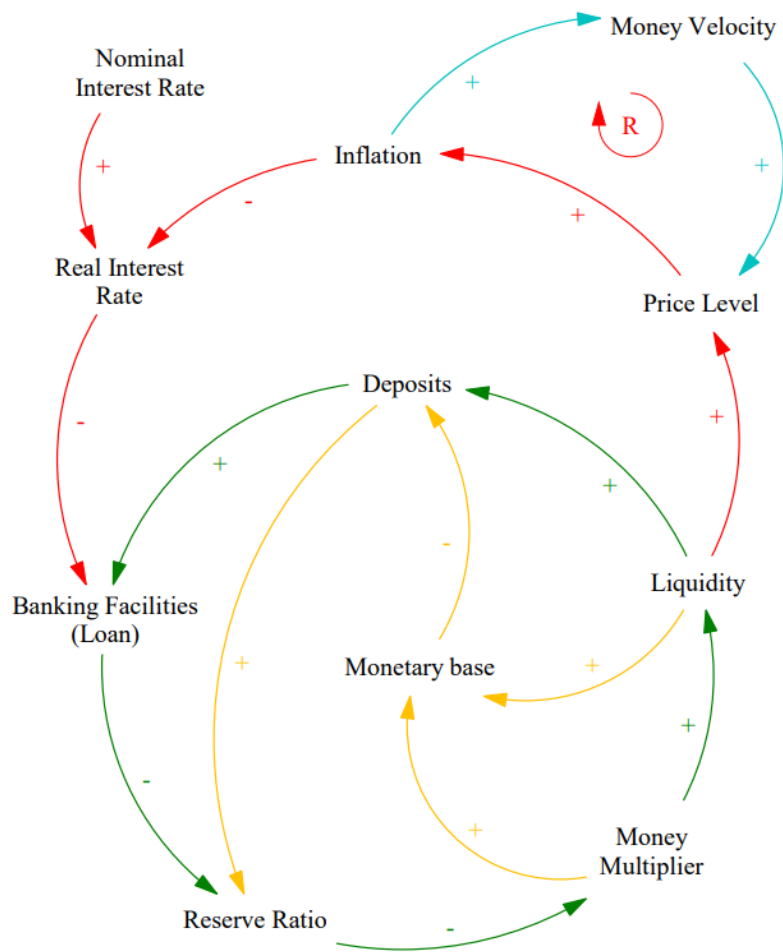 Money Velocity
Nominal
Interest Rate
+
R
+
+
Inflation
-
+
Real Interest
Rate
Price Level
Deposits
+
-
+
+
-
Liquidity
Banking Facilities
(Loan)
+
+
Monetary base
+
-
+
Money
Multiplier
Reserve Ratio
-